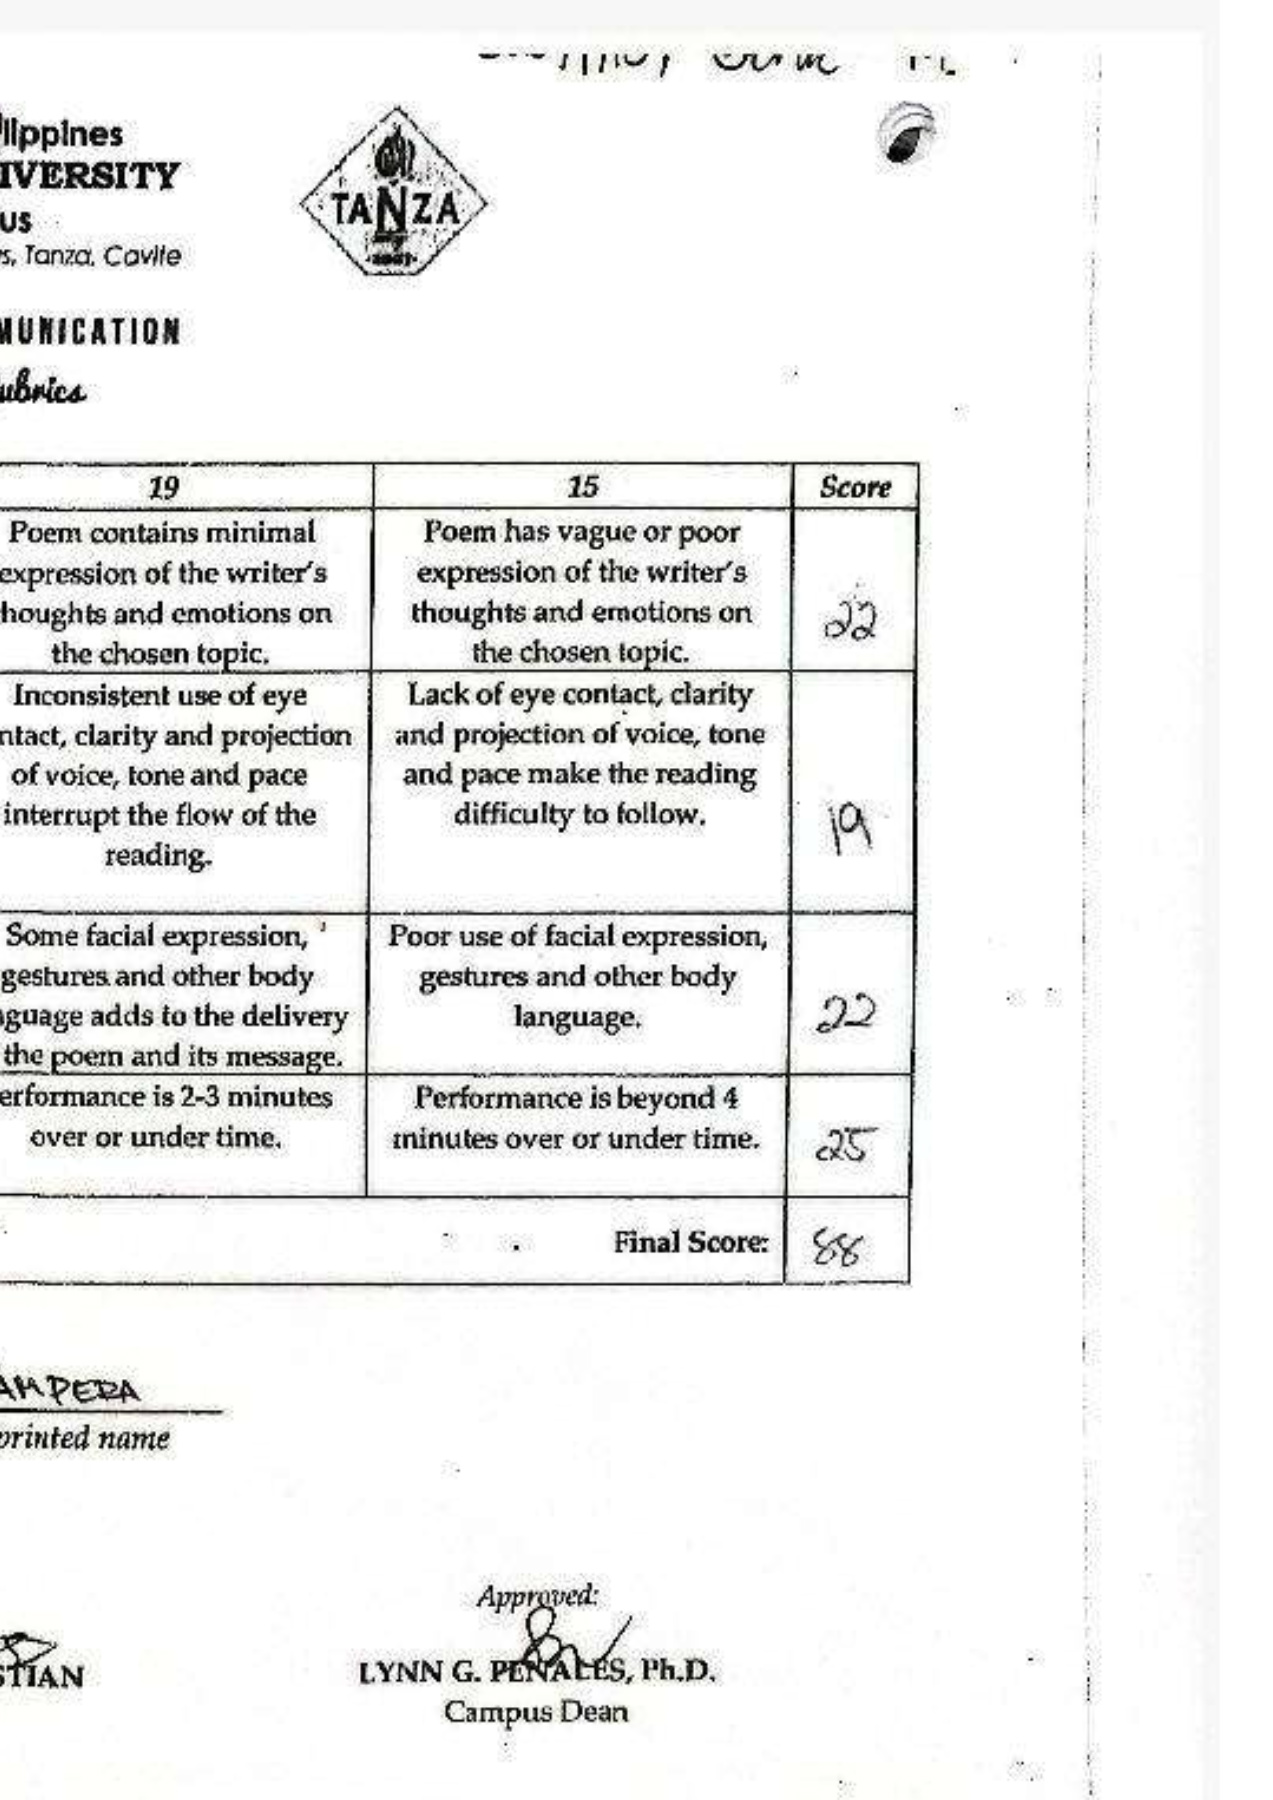 lippines
IVERSITY
us
s, Tanza, Cavite
TANZA
MUNICATION
ubrics
19 15 Score
Poem contains minimal
expression of the writer's
houghts and emotions on
the chosen topic.
Poem has vague or poor
expression of the writer's
thoughts and emotions on
the chosen topic.
22
Inconsistent use of eye
ntact, clarity and projection
of voice, tone and pace
interrupt the flow of the
reading.
Lack of eye contact, clarity
and projection of voice, tone
and pace make the reading
difficulty to follow.
19
Some facial expression,
gestures and other body
nguage adds to the delivery
the poem and its message.
Poor use of facial expression,
gestures and other body
language.
22
erformance is 2-3 minutes
over or under time.
Performance is beyond 4
minutes over or under time.
25
Final Score: 88
AMPERA
printed name
STIAN
Approved:
LYNN G. PENALES, Ph.D.
Campus Dean